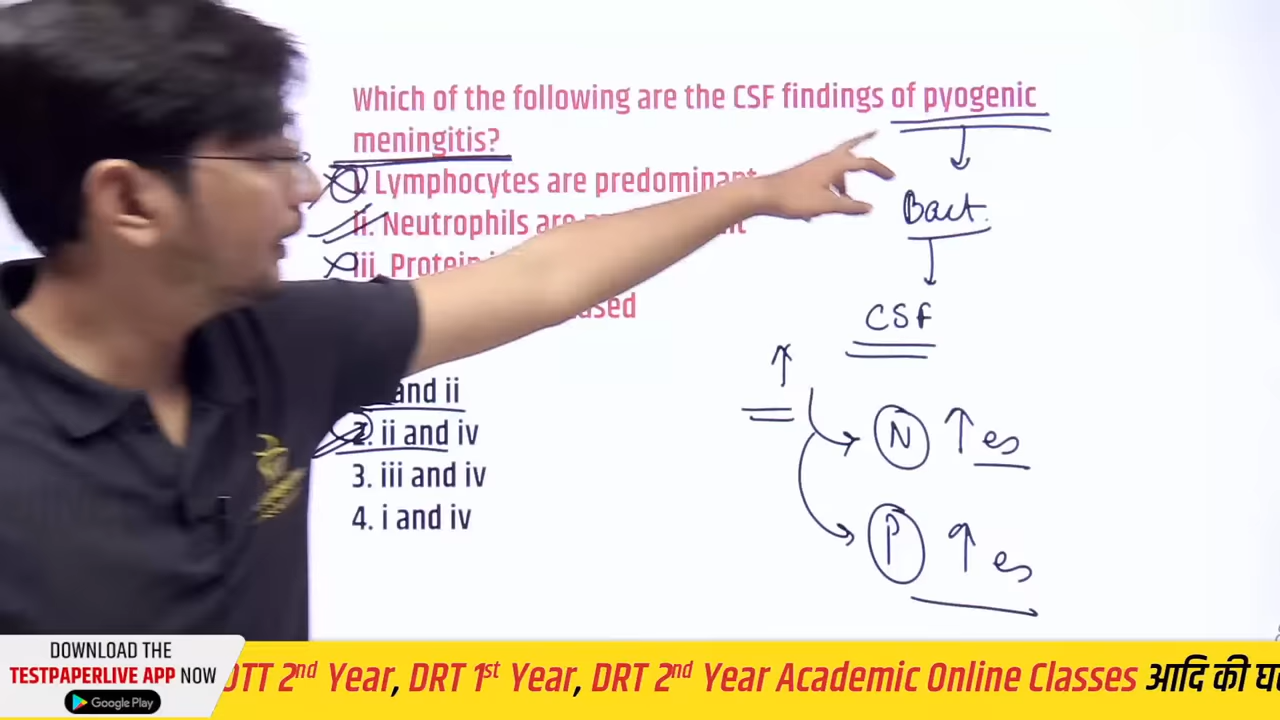 Which of the following are the CSF findings of pyogenic
meningitis?
i. Lymphocytes are predominant
ii. Neutrophils are
iii. Protein
and ii
2. ii and iv
3. iii and iv
4. i and iv
Bact.
CSF
N ↑es
P ↑es
DOWNLOAD THE
TESTPAPERLIVE APP NOW
Google Play
2nd Year, DRT 1st Year, DRT 2nd Year Academic Online Classes आदि की